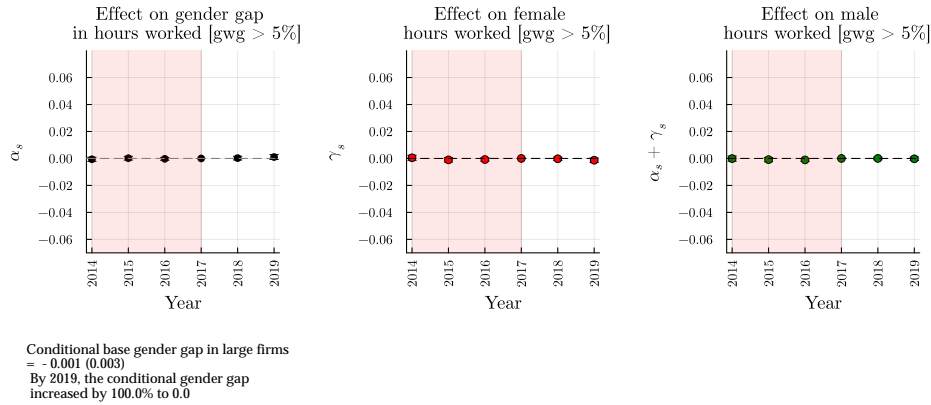 Effect on gender gap
in hours worked [gwg > 5%]
α_s
0.06
0.04
0.02
0.00
−0.02
−0.04
−0.06
2014
2015
2016
2017
2018
2019
Year
Effect on female
hours worked [gwg > 5%]
γ_s
0.06
0.04
0.02
0.00
−0.02
−0.04
−0.06
2014
2015
2016
2017
2018
2019
Year
Effect on male
hours worked [gwg > 5%]
α_s + γ_s
0.06
0.04
0.02
0.00
−0.02
−0.04
−0.06
2014
2015
2016
2017
2018
2019
Year
Conditional base gender gap in large firms
= - 0.001 (0.003)
By 2019, the conditional gender gap
increased by 100.0% to 0.0